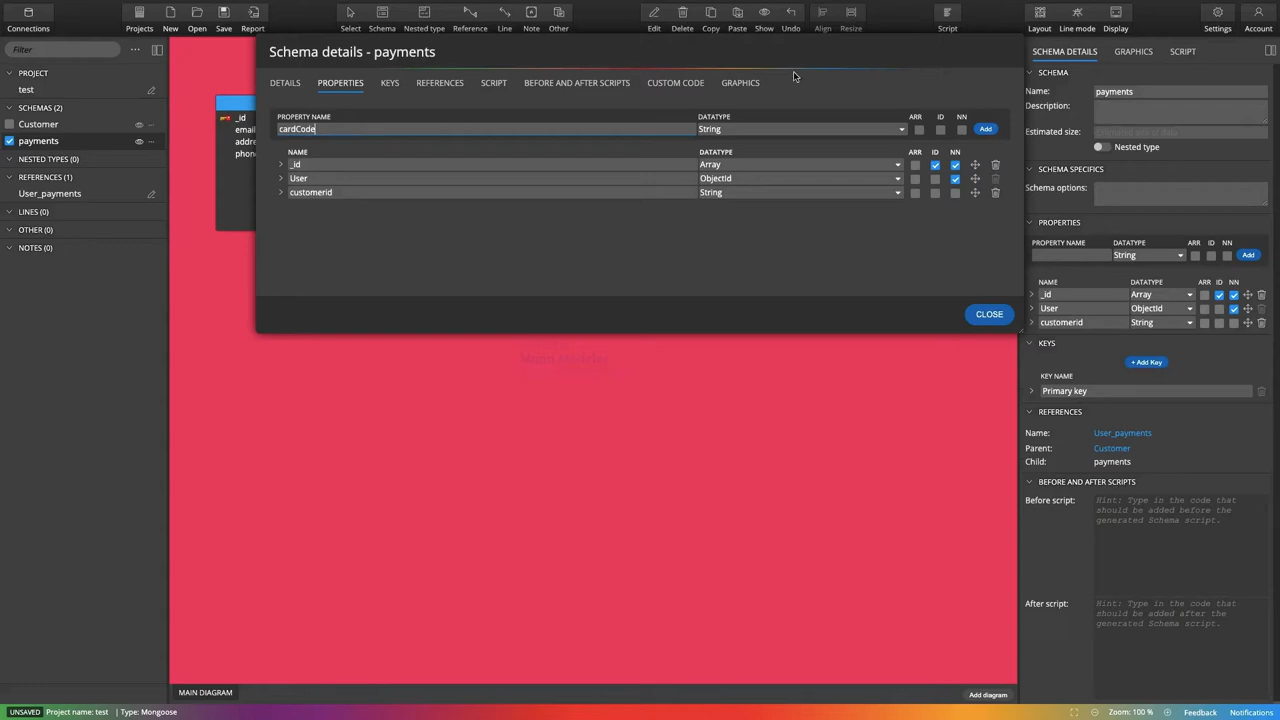 Connections
Projects
New
Open
Save
Report
Select
Schema
Nested type
Reference
Line
Note
Other
Edit
Delete
Copy
Paste
Show
Undo
Align
Resize
Script
Layout
Line mode
Display
Settings
Account
Filter
PROJECT
test
SCHEMAS (2)
Customer
payments
NESTED TYPES (0)
REFERENCES (1)
User_payments
LINES (0)
OTHER (0)
NOTES (0)
_id
email
addre
phon
Schema details - payments
DETAILS
PROPERTIES
KEYS
REFERENCES
SCRIPT
BEFORE AND AFTER SCRIPTS
CUSTOM CODE
GRAPHICS
PROPERTY NAME DATATYPE ARR ID NN
cardCode String Add
NAME DATATYPE ARR ID NN
_id Array
User ObjectId
customerid String
CLOSE
SCHEMA DETAILS
GRAPHICS
SCRIPT
SCHEMA
Name: payments
Description:
Estimated size: Estimated size of data
Nested type
SCHEMA SPECIFICS
Schema options:
PROPERTIES
PROPERTY NAME DATATYPE ARR ID NN
String Add
NAME DATATYPE ARR ID NN
_id Array
User ObjectId
customerid String
KEYS
+ Add Key
KEY NAME
Primary key
REFERENCES
Name: User_payments
Parent: Customer
Child: payments
BEFORE AND AFTER SCRIPTS
Before script: Hint: Type in the code that
should be added before the
generated Schema script.
After script: Hint: Type in the code that
should be added after the
generated Schema script.
MAIN DIAGRAM
Add diagram
UNSAVED Project name: test | Type: Mongoose
Zoom: 100 %
Feedback
Notifications